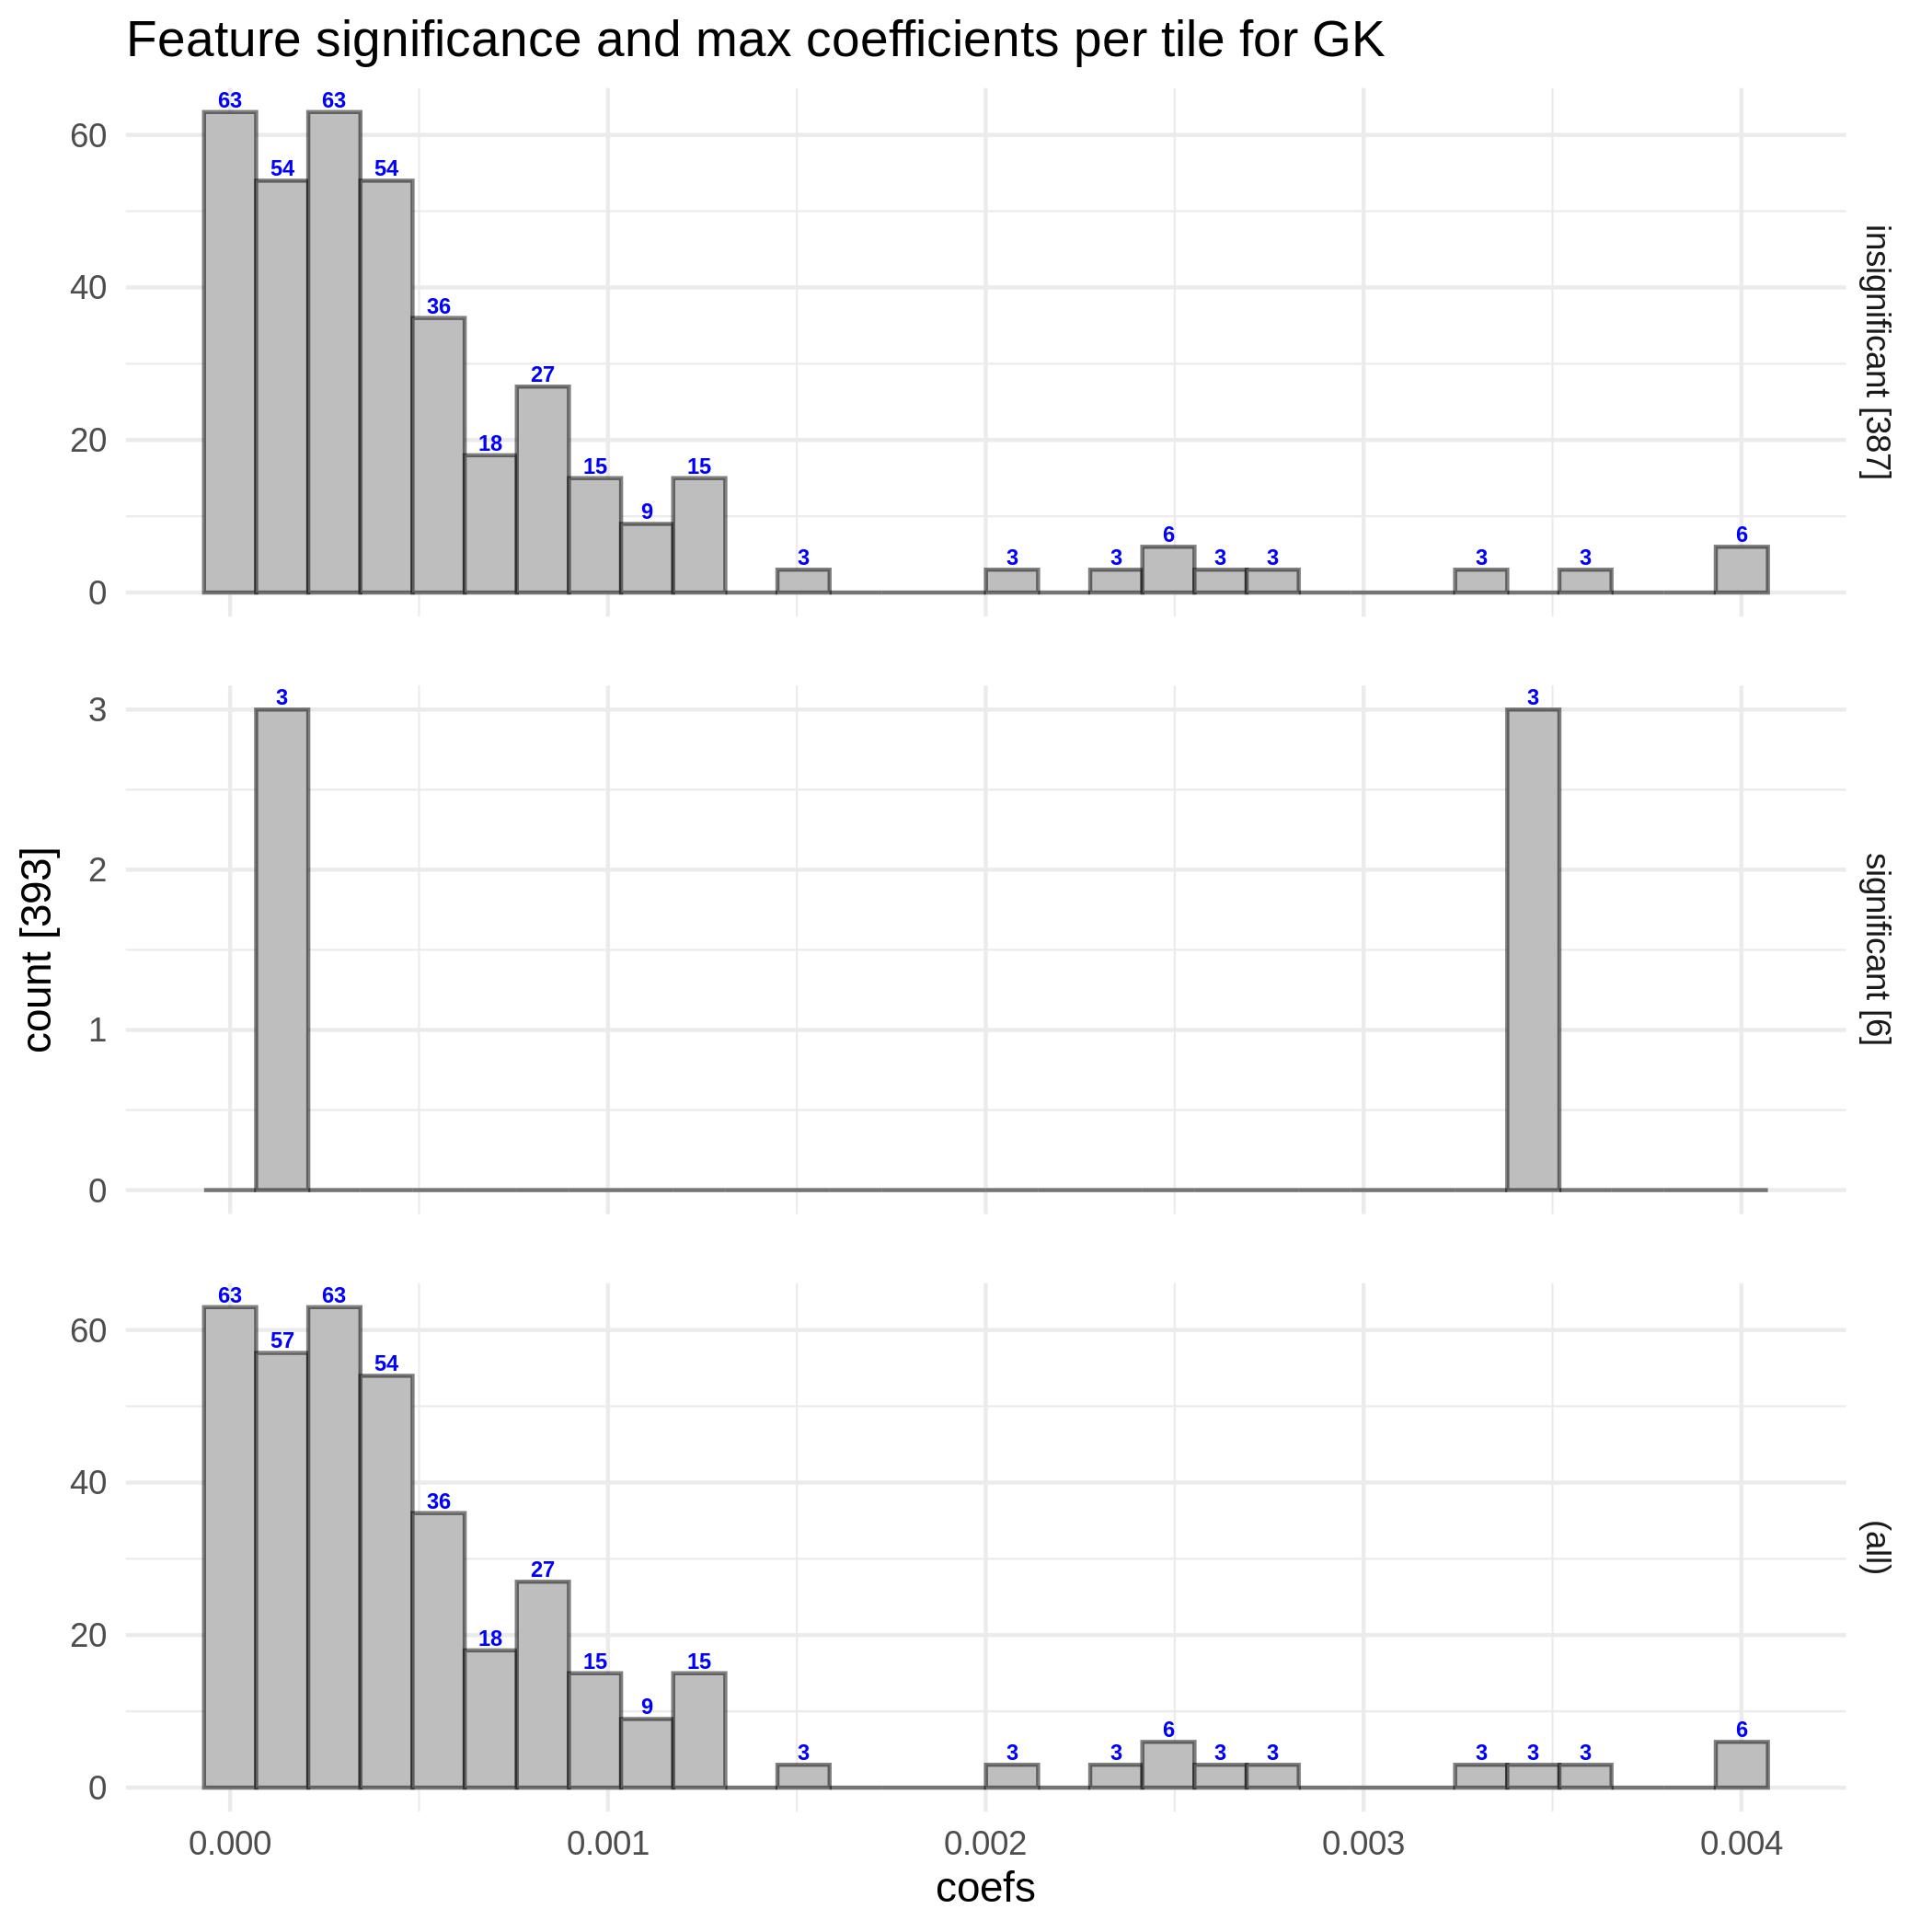 Feature significance and max coefficients per tile for GK
63 54 63 54 36 18 27 15 9 15 3 3 3 6 3 3 3 3 6
60
40
20
0
insignificant [387]
3 3
3
2
1
0
count [393]
significant [6]
63 57 63 54 36 18 27 15 9 15 3 3 3 6 3 3 3 3 3 6
60
40
20
0
(all)
0.000 0.001 0.002 0.003 0.004
coefs